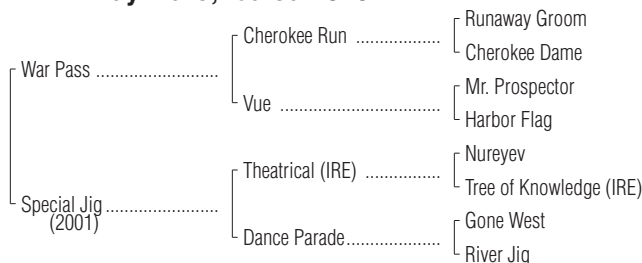 Runaway Groom
Cherokee Run ....................
Cherokee Dame
War Pass .............................
Mr. Prospector
Vue ......................................
Harbor Flag
Nureyev
Theatrical (IRE) ..................
Tree of Knowledge (IRE)
Special Jig ...........................
(2001)
Gone West
Dance Parade......................
River Jig